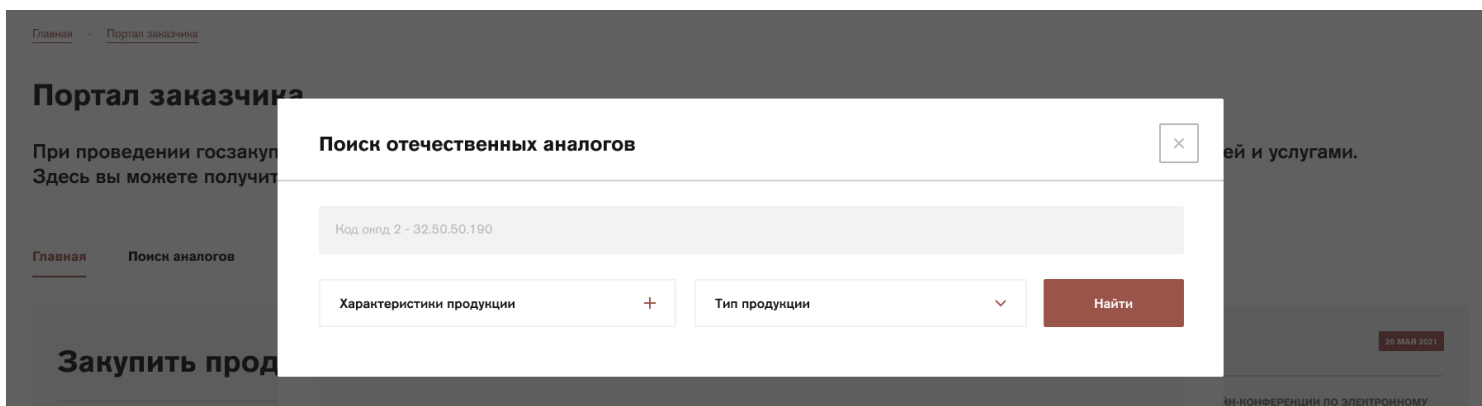 Главная · Портал заказчика
Портал заказчика
При проведении госзакуп
ей и услугами.
Здесь вы можете получит
Поиск отечественных аналогов
Код окпд 2 - 32.50.50.190
Главная Поиск аналогов
Характеристики продукции
Тип продукции
Найти
Закупить прод
20 МАЯ 2021
ЙН-КОНФЕРЕНЦИИ ПО ЭЛЕКТРОННОМУ